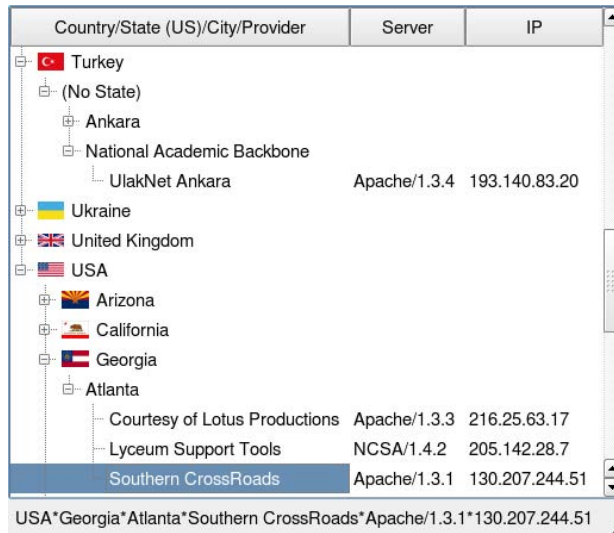 Country/State (US)/City/Provider Server IP
Turkey
(No State)
Ankara
National Academic Backbone
UlakNet Ankara Apache/1.3.4 193.140.83.20
Ukraine
United Kingdom
USA
Arizona
California
Georgia
Atlanta
Courtesy of Lotus Productions Apache/1.3.3 216.25.63.17
Lyceum Support Tools NCSA/1.4.2 205.142.28.7
Southern CrossRoads Apache/1.3.1 130.207.244.51
USA*Georgia*Atlanta*Southern CrossRoads*Apache/1.3.1*130.207.244.51